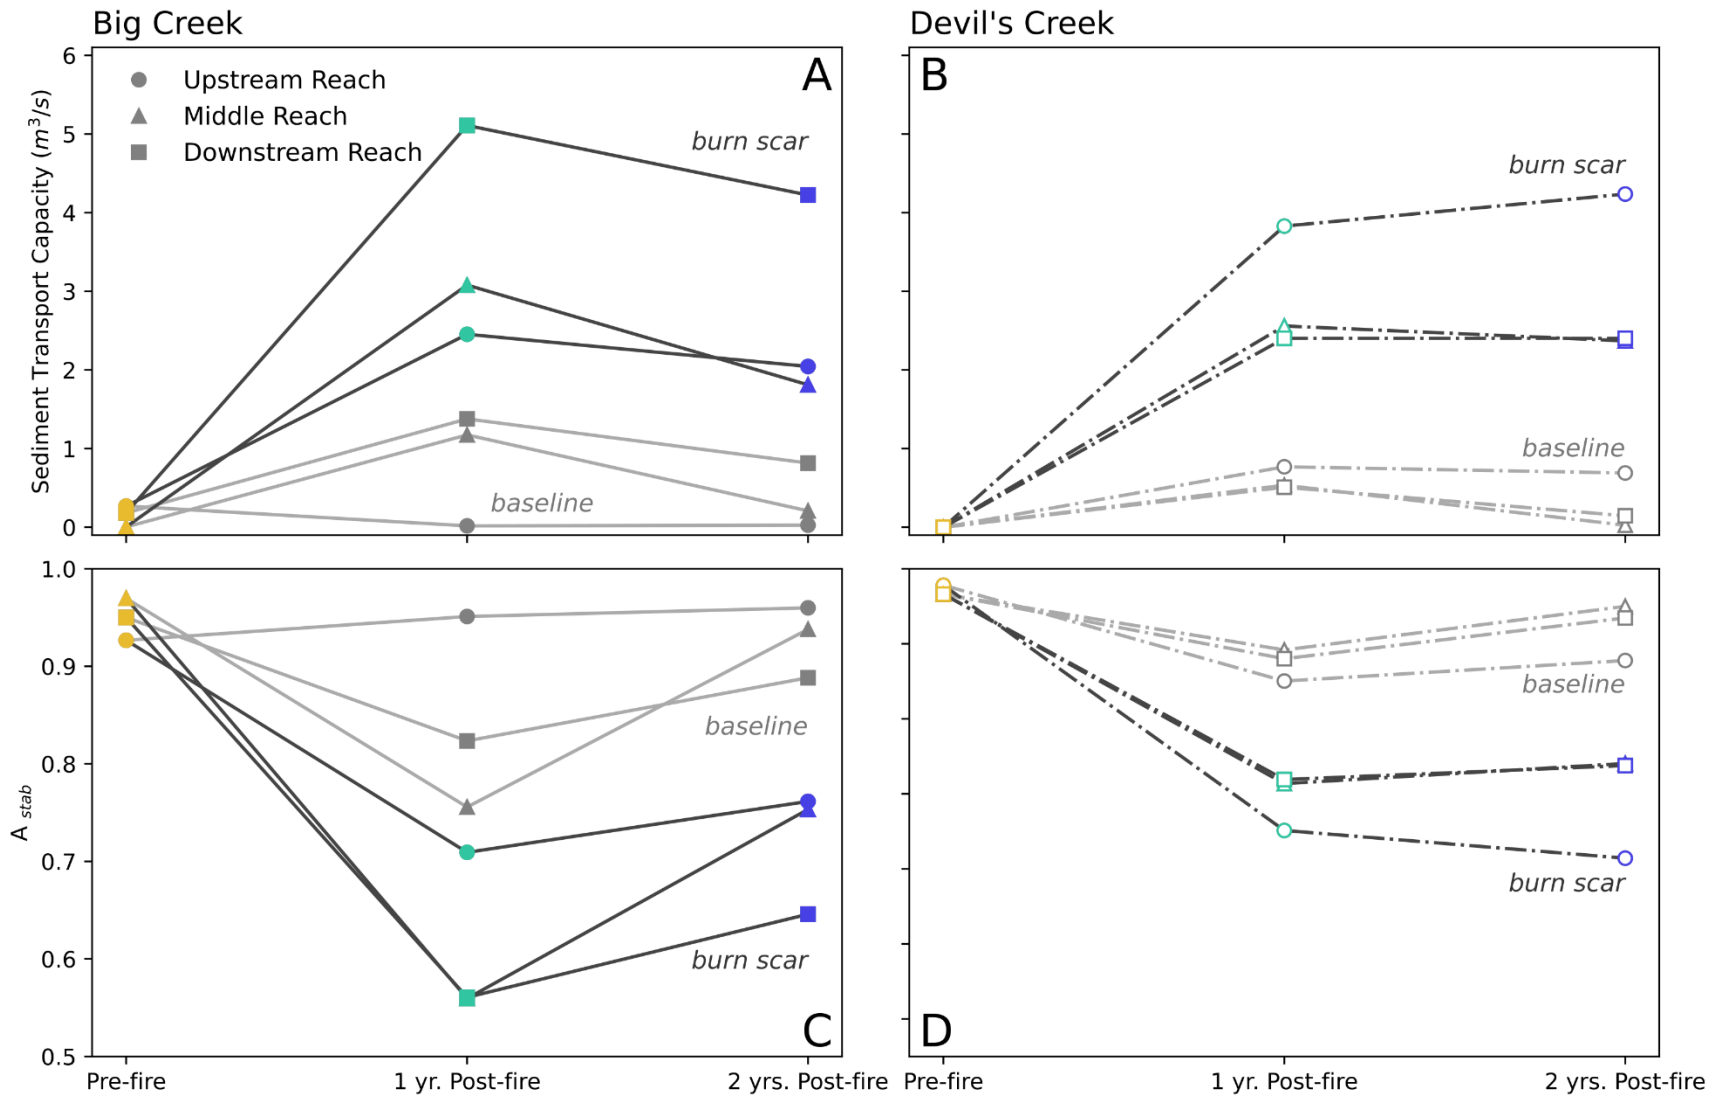 Big Creek
Devil's Creek
Sediment Transport Capacity (m³/s)
6
5
4
3
2
1
0
Upstream Reach
Middle Reach
Downstream Reach
A
burn scar
baseline
B
burn scar
baseline
A stab
1.0
0.9
0.8
0.7
0.6
0.5
baseline
burn scar
C
baseline
burn scar
D
Pre-fire
1 yr. Post-fire
2 yrs. Post-fire
Pre-fire
1 yr. Post-fire
2 yrs. Post-fire